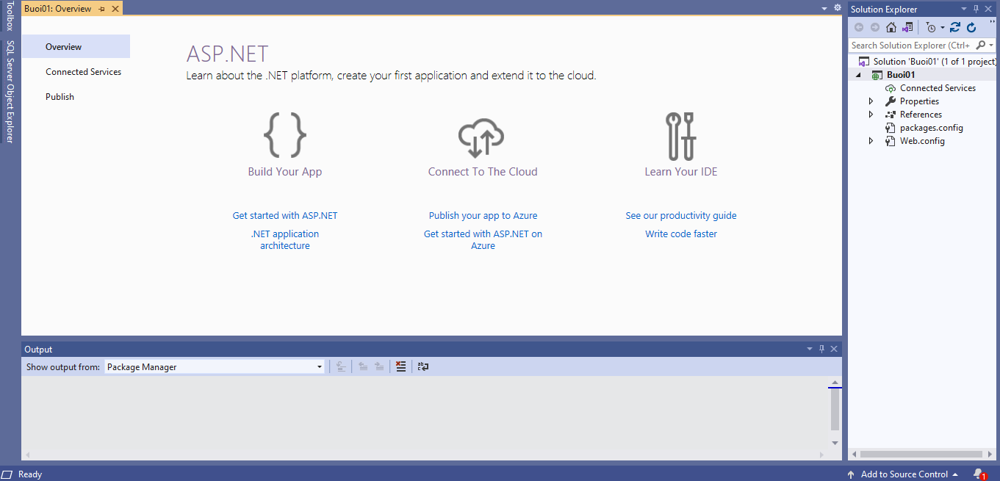 Toolbox
SQL Server Object Explorer
Buoi01: Overview
Overview
Connected Services
Publish
ASP.NET
Learn about the .NET platform, create your first application and extend it to the cloud.
Build Your App
Connect To The Cloud
Learn Your IDE
Get started with ASP.NET
Publish your app to Azure
See our productivity guide
.NET application
architecture
Get started with ASP.NET on
Azure
Write code faster
Output
Show output from:
Package Manager
Solution Explorer
Search Solution Explorer (Ctrl+
Solution 'Buoi01' (1 of 1 project)
Buoi01
Connected Services
Properties
References
packages.config
Web.config
Ready
Add to Source Control
1